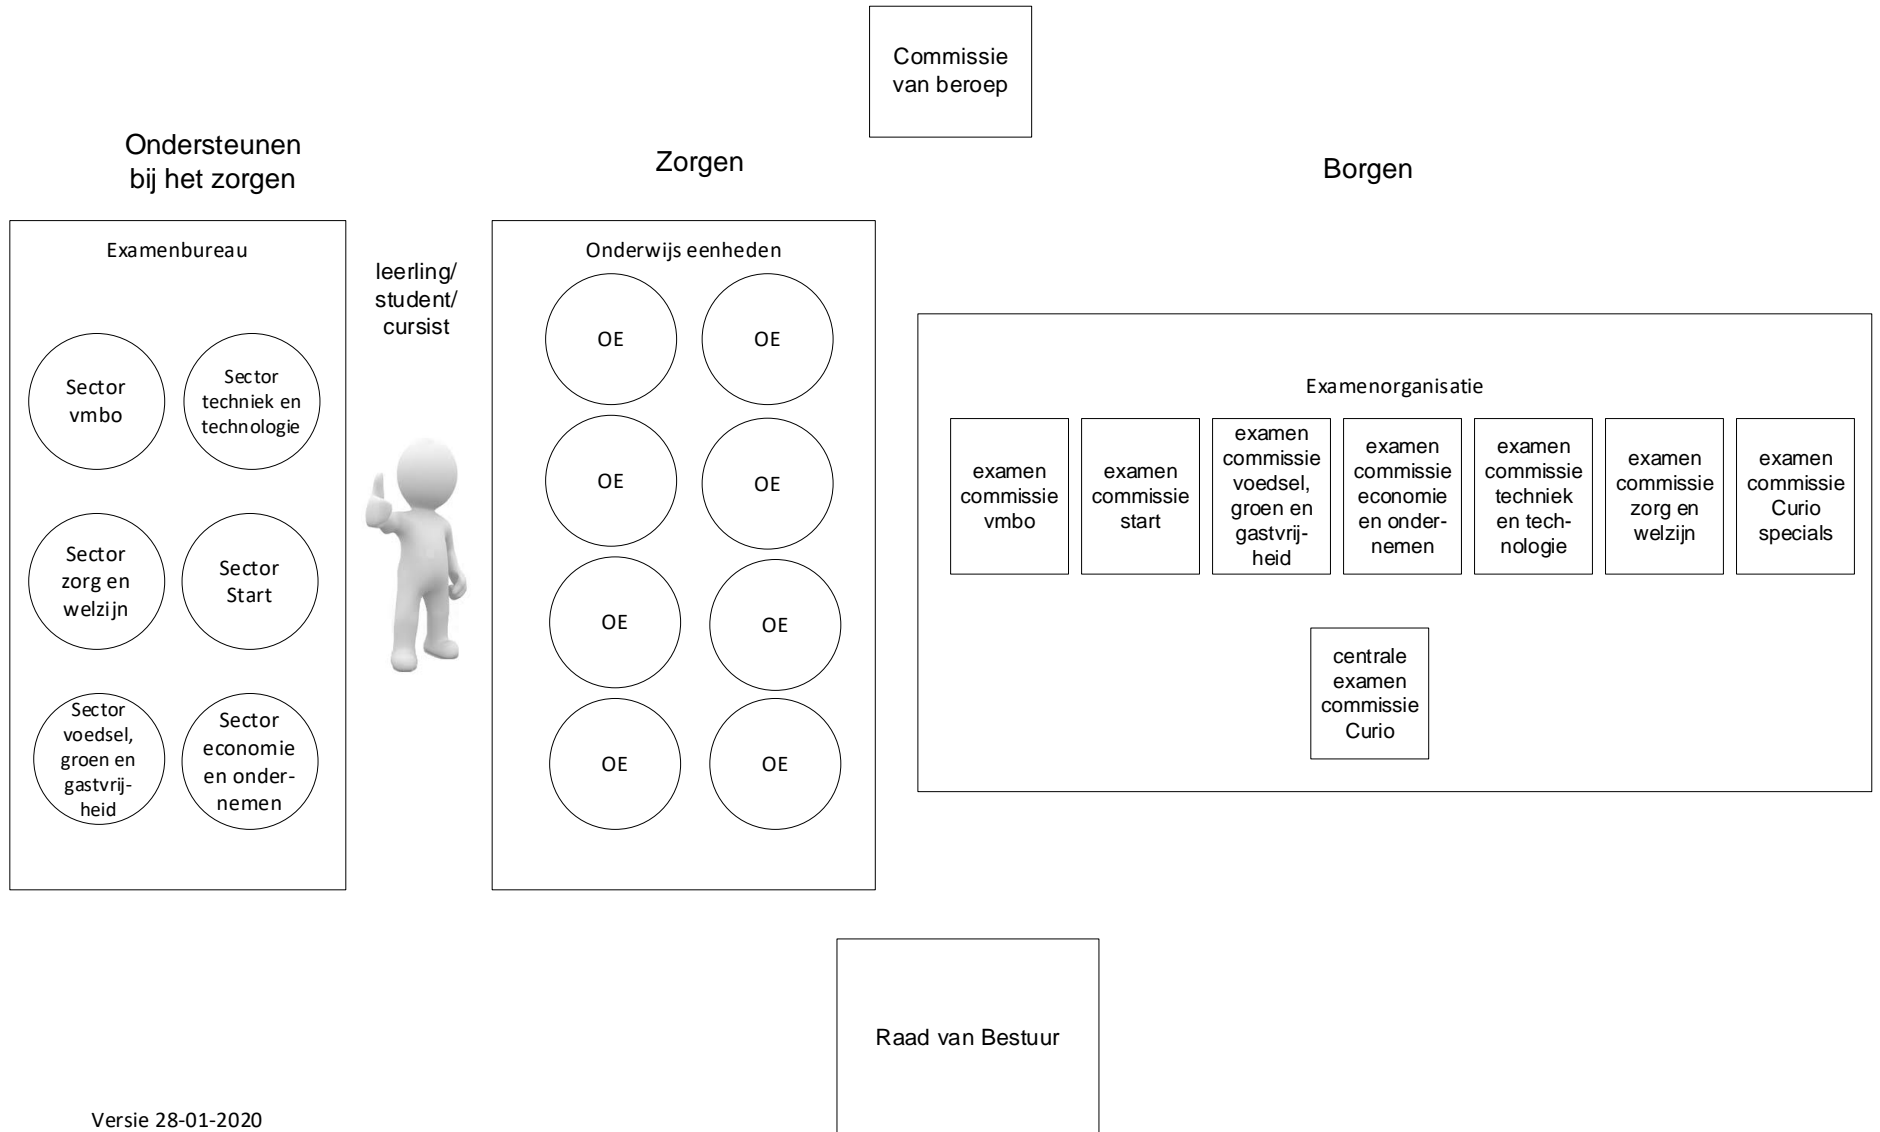 Commissie
van beroep
Ondersteunen
bij het zorgen
Zorgen
Borgen
Examenbureau
Sector
vmbo
Sector
techniek en
technologie
Sector
zorg en
welzijn
Sector
Start
Sector
voedsel,
groen en
gastvrij-
heid
Sector
economie
en onder-
nemen
leerling/
student/
cursist
Onderwijs eenheden
OE
OE
OE
OE
OE
OE
OE
OE
Examenorganisatie
examen
commissie
vmbo
examen
commissie
start
examen
commissie
voedsel,
groen en
gastvrij-
heid
examen
commissie
economie
en onder-
nemen
examen
commissie
techniek
en tech-
nologie
examen
commissie
zorg en
welzijn
examen
commissie
Curio
specials
centrale
examen
commissie
Curio
Raad van Bestuur
Versie 28-01-2020